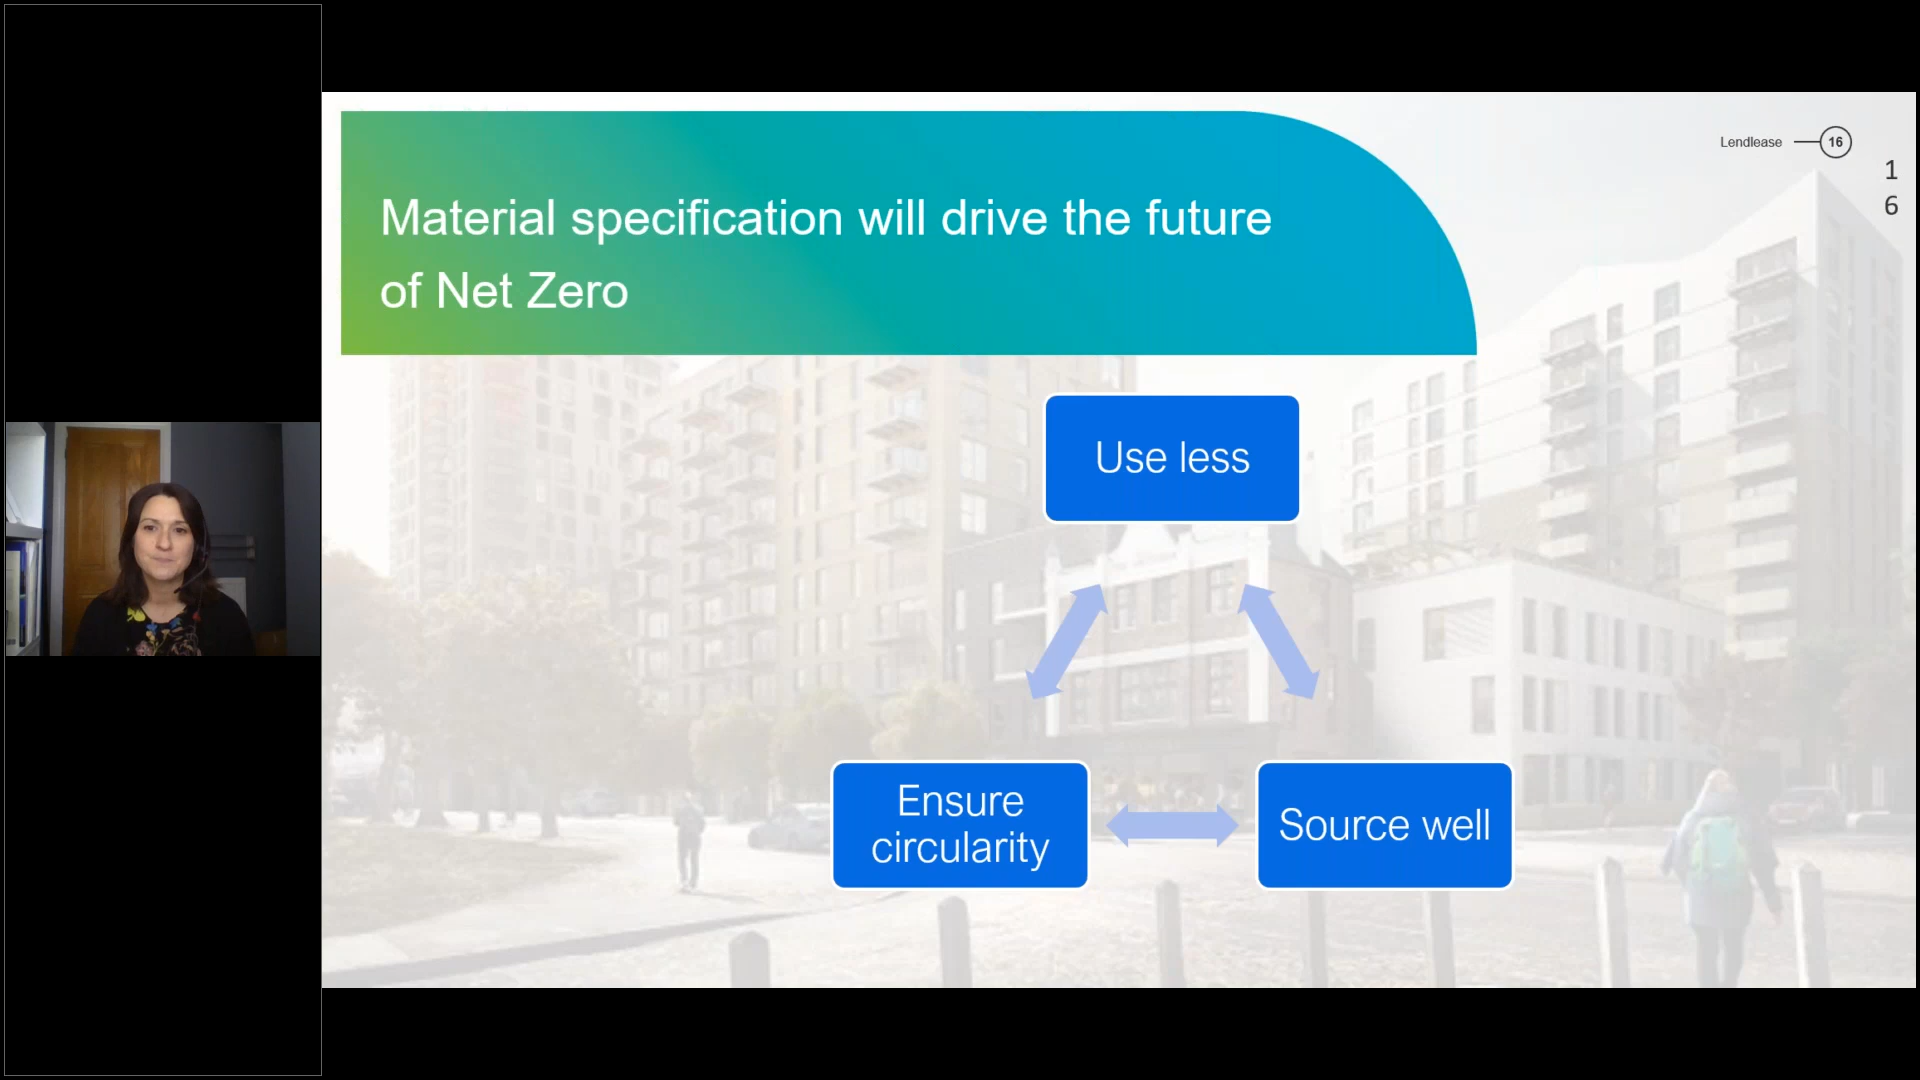 Lendlease
16
1
6
Material specification will drive the future
of Net Zero
Use less
Ensure
circularity
Source well